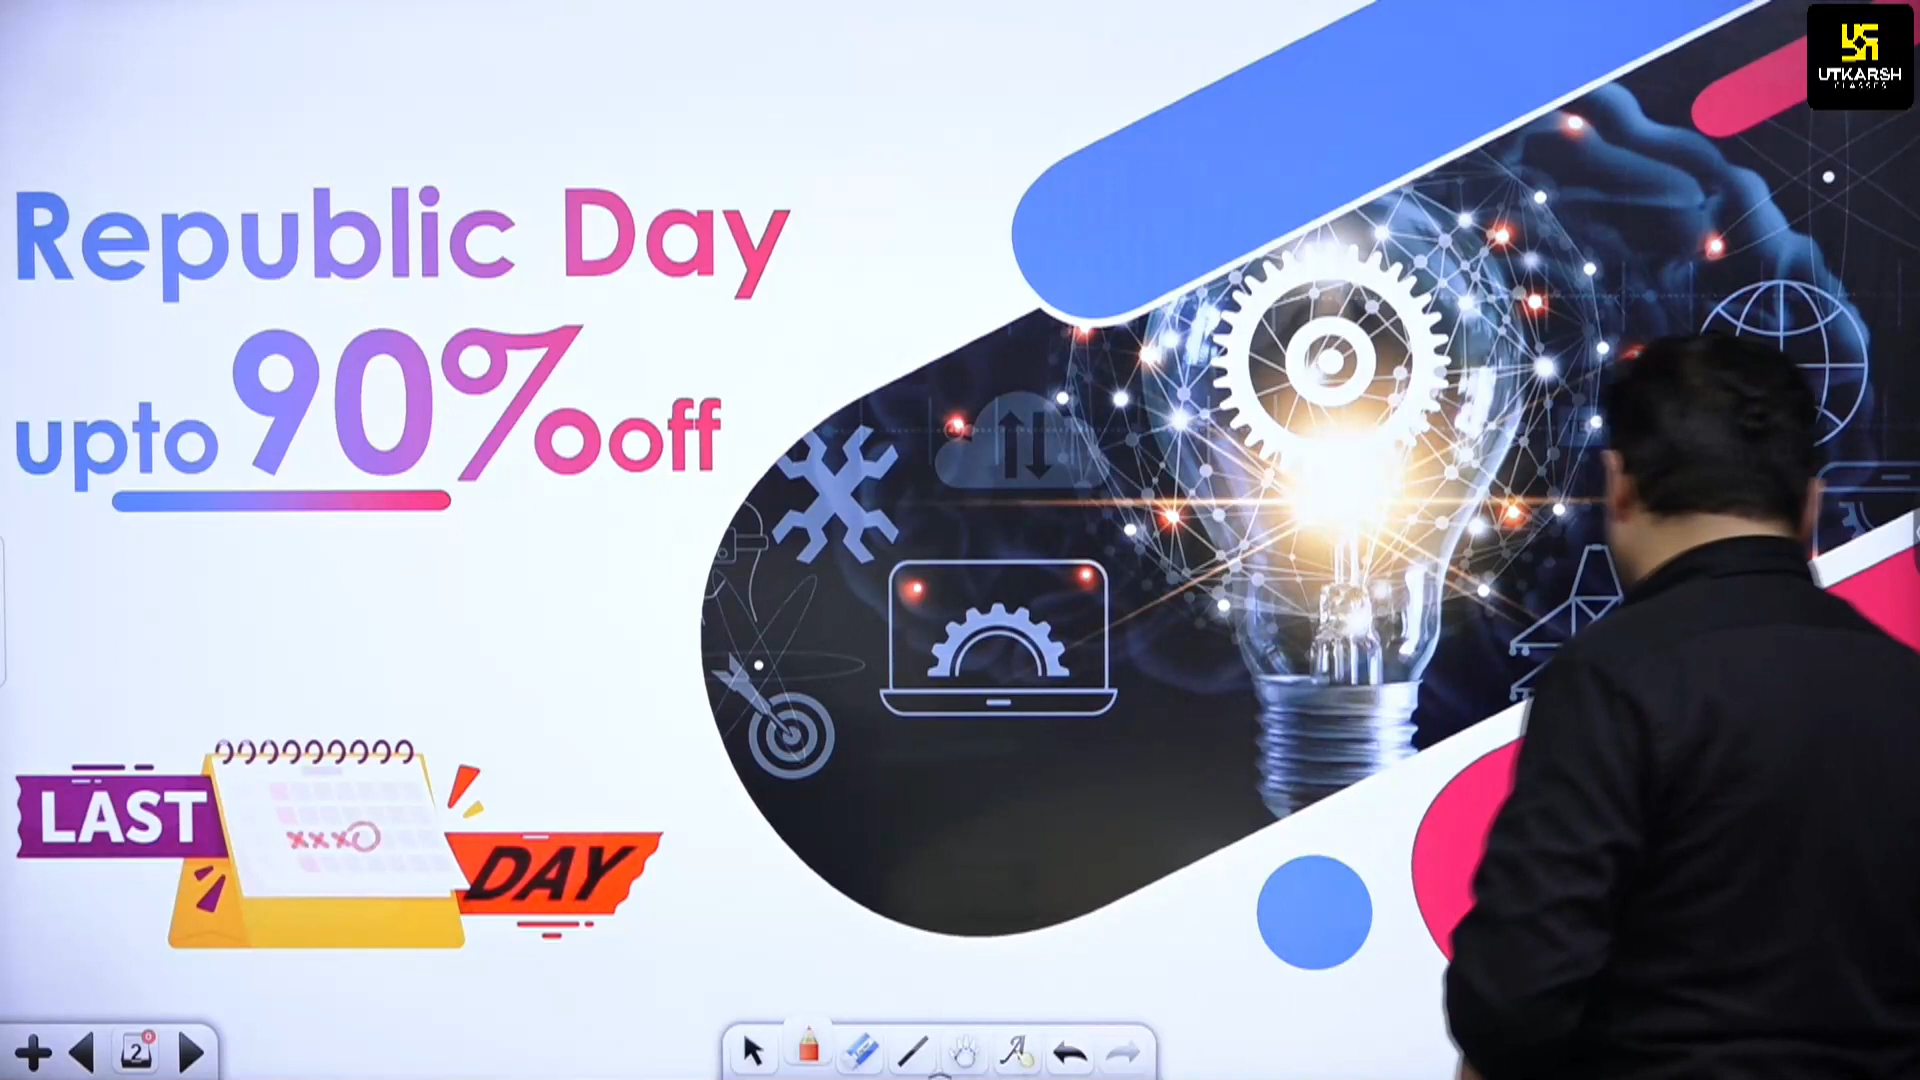 UTKARSH
CLASSES
Republic Day
upto 90% off
LAST
DAY
2